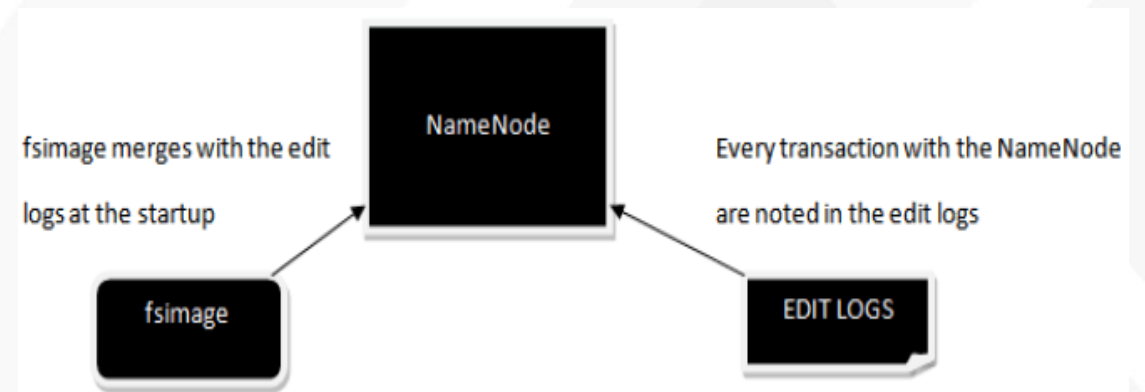 NameNode
fsimage merges with the edit
logs at the startup
Every transaction with the NameNode
are noted in the edit logs
fsimage
EDIT LOGS